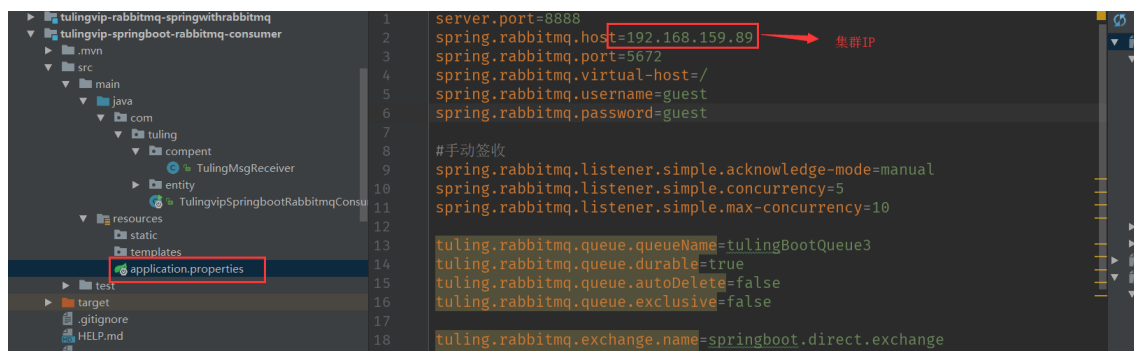 tulingvip-rabbitmq-springwithrabbitmq
tulingvip-springboot-rabbitmq-consumer
.mvn
src
main
java
com
tuling
compent
TulingMsgReceiver
entity
TulingvipSpringbootRabbitmqConsu
resources
static
templates
application.properties
test
target
.gitignore
HELP.md
1 server.port=8888
2 spring.rabbitmq.host=192.168.159.89 集群IP
3 spring.rabbitmq.port=5672
4 spring.rabbitmq.virtual-host=/
5 spring.rabbitmq.username=guest
6 spring.rabbitmq.password=guest
7
8 #手动签收
9 spring.rabbitmq.listener.simple.acknowledge-mode=manual
10 spring.rabbitmq.listener.simple.concurrency=5
11 spring.rabbitmq.listener.simple.max-concurrency=10
12
13 tuling.rabbitmq.queue.queueName=tulingBootQueue3
14 tuling.rabbitmq.queue.durable=true
15 tuling.rabbitmq.queue.autoDelete=false
16 tuling.rabbitmq.queue.exclusive=false
17
18 tuling.rabbitmq.exchange.name=springboot.direct.exchange